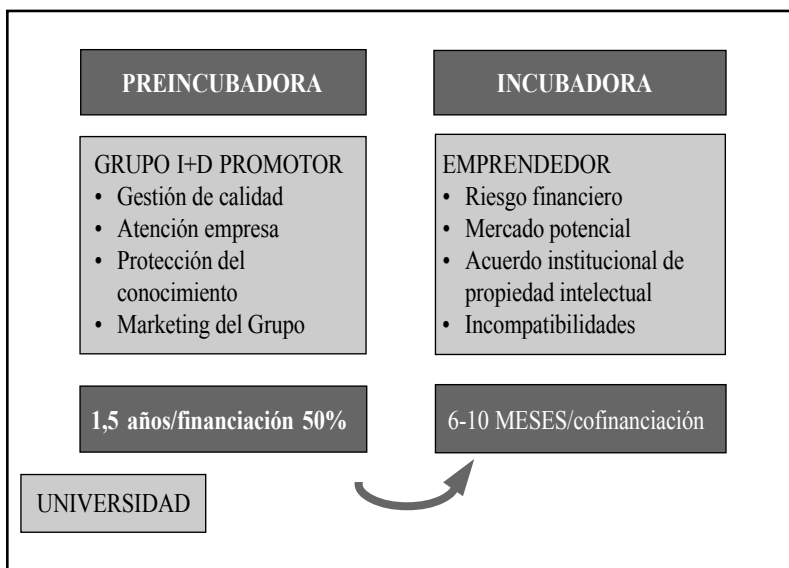 PREINCUBADORA
GRUPO I+D PROMOTOR
• Gestión de calidad
• Atención empresa
• Protección del
conocimiento
• Marketing del Grupo
1,5 años/financiación 50%
INCUBADORA
EMPRENDEDOR
• Riesgo financiero
• Mercado potencial
• Acuerdo institucional de
propiedad intelectual
• Incompatibilidades
6-10 MESES/cofinanciación
UNIVERSIDAD